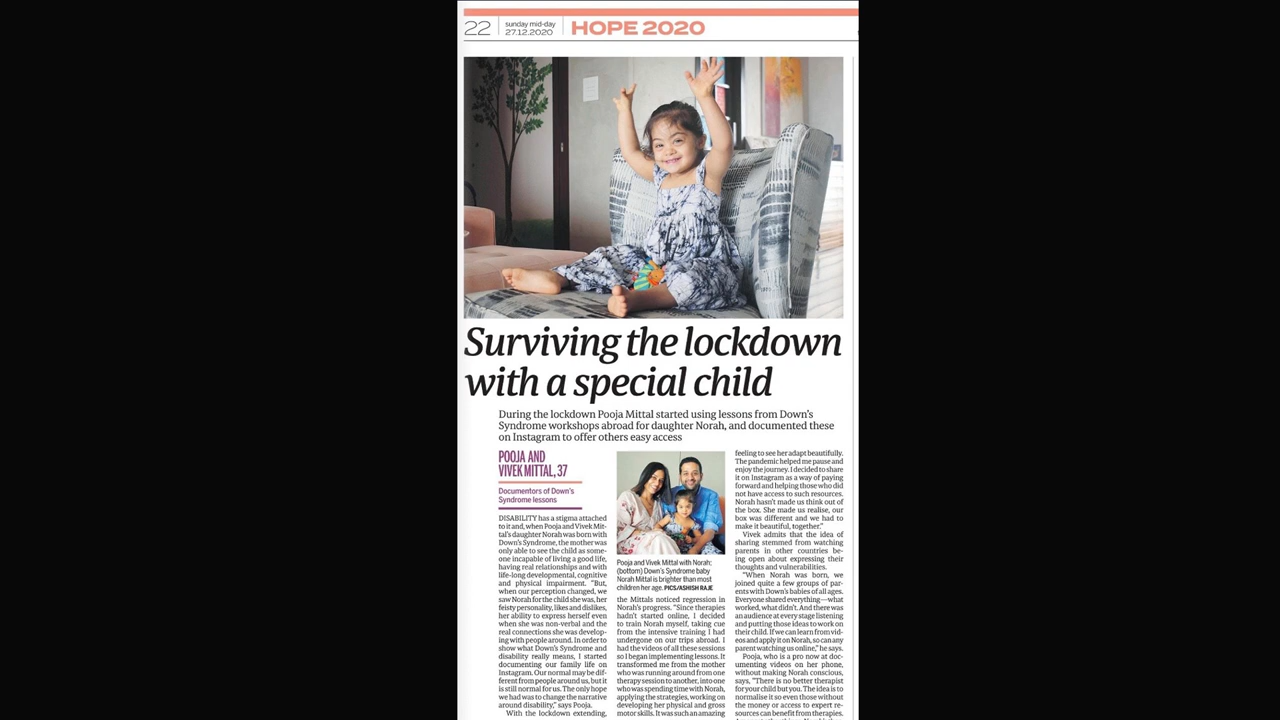 22
sunday mid-day
27.12.2020
HOPE 2020
Surviving the lockdown
with a special child
During the lockdown Pooja Mittal started using lessons from Down's
Syndrome workshops abroad for daughter Norah, and documented these
on Instagram to offer others easy access
POOJA AND
VIVEK MITTAL, 37
Documentors of Down's
Syndrome lessons
DISABILITY has a stigma attached
to it and, when Pooja and Vivek Mit-
tal's daughter Norah was born with
Down's Syndrome, the mother was
only able to see the child as some-
one incapable of living a good life,
having real relationships and with
life-long developmental, cognitive
and physical impairment. "But,
when our perception changed, we
saw Norah for the child she was, her
feisty personality, likes and dislikes,
her ability to express herself even
when she was non-verbal and the
real connections she was develop-
ing with people around. In order to
show what Down's Syndrome and
disability really means, I started
documenting our family life on
Instagram. Our normal may be dif-
ferent from people around us, but it
is still normal for us. The only hope
we had was to change the narrative
around disability," says Pooja.
With the lockdown extending,
Pooja and Vivek Mittal with Norah;
(bottom) Down's Syndrome baby
Norah Mittal is brighter than most
children her age. PICS/ASHISH RAJE
the Mittals noticed regression in
Norah's progress. "Since therapies
hadn't started online, I decided
to train Norah myself, taking cue
from the intensive training I had
undergone on our trips abroad. I
had the videos of all these sessions
so I began implementing lessons. It
transformed me from the mother
who was running around from one
therapy session to another, into one
who was spending time with Norah,
applying the strategies, working on
developing her physical and gross
motor skills. It was such an amazing
feeling to see her adapt beautifully.
The pandemic helped me pause and
enjoy the journey. I decided to share
it on Instagram as a way of paying
forward and helping those who did
not have access to such resources.
Norah hasn't made us think out of
the box. She made us realise, our
box was different and we had to
make it beautiful, together."
Vivek admits that the idea of
sharing stemmed from watching
parents in other countries be-
ing open about expressing their
thoughts and vulnerabilities.
"When Norah was born, we
joined quite a few groups of par-
ents with Down's babies of all ages.
Everyone shared everything—what
worked, what didn't. And there was
an audience at every stage listening
and putting those ideas to work on
their child. If we can learn from vid-
eos and apply it on Norah, so can any
parent watching us online," he says.
Pooja, who is a pro now at doc-
umenting videos on her phone,
without making Norah conscious,
says, "There is no better therapist
for your child but you. The idea is to
normalise it so even those without
the money or access to expert re-
sources can benefit from therapies.